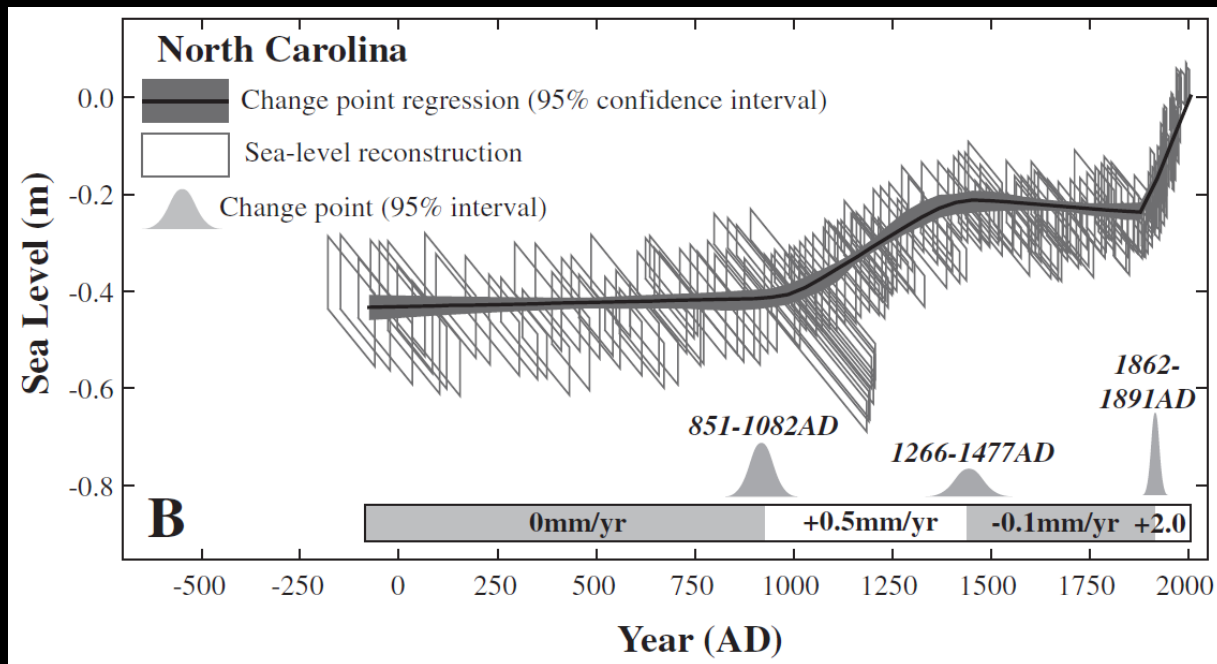 North Carolina
Change point regression (95% confidence interval)
Sea-level reconstruction
Change point (95% interval)
Sea Level (m)
0.0
-0.2
-0.4
-0.6
-0.8
851-1082AD
1266-1477AD
1862-
1891AD
B
0mm/yr
+0.5mm/yr
-0.1mm/yr
+2.0
-500
-250
0
250
500
750
1000
1250
1500
1750
2000
Year (AD)